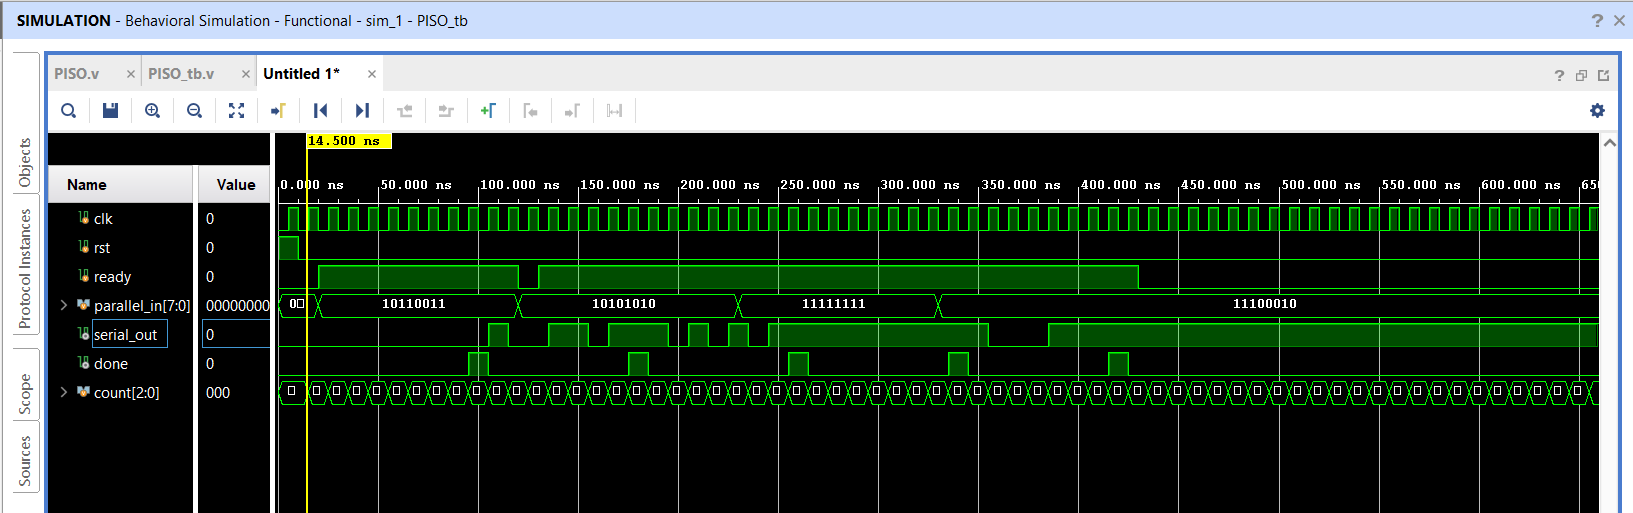 SIMULATION - Behavioral Simulation - Functional - sim_1 - PISO_tb
PISO.v
PISO_tb.v
Untitled 1*
14.500 ns
Name Value
0.000 ns 50.000 ns 100.000 ns 150.000 ns 200.000 ns 250.000 ns 300.000 ns 350.000 ns 400.000 ns 450.000 ns 500.000 ns 550.000 ns 600.000 ns 650
clk 0
rst 0
ready 0
parallel_in[7:0] 00000000 0 10110011 10101010 11111111 11100010
serial_out 0
done 0
count[2:0] 000
Objects
Protocol Instances
Scope
Sources